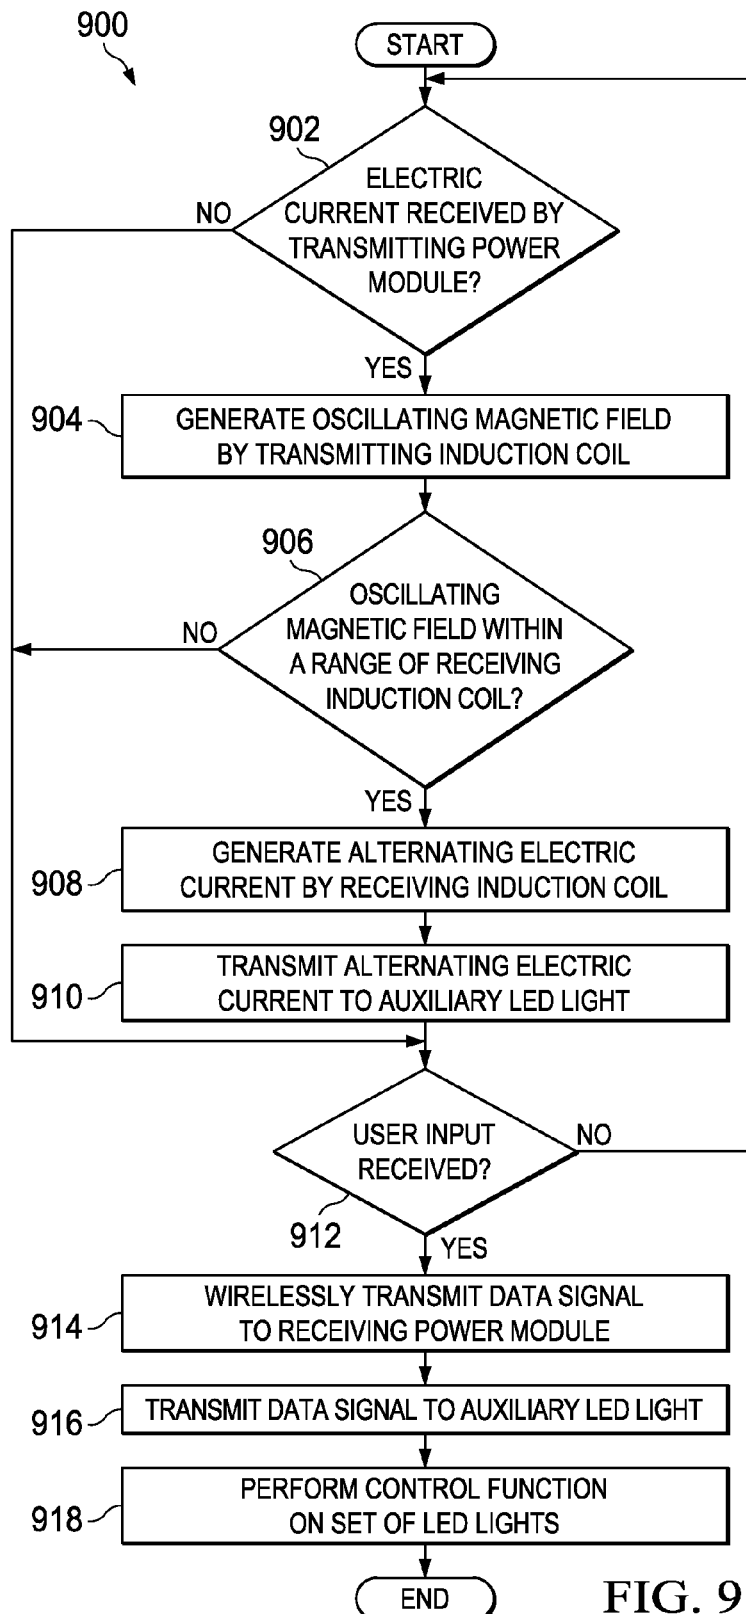 900
START
902
ELECTRIC
CURRENT RECEIVED BY
TRANSMITTING POWER
MODULE?
NO
YES
904
GENERATE OSCILLATING MAGNETIC FIELD
BY TRANSMITTING INDUCTION COIL
906
OSCILLATING
MAGNETIC FIELD WITHIN
A RANGE OF RECEIVING
INDUCTION COIL?
NO
YES
908
GENERATE ALTERNATING ELECTRIC
CURRENT BY RECEIVING INDUCTION COIL
910
TRANSMIT ALTERNATING ELECTRIC
CURRENT TO AUXILIARY LED LIGHT
USER INPUT
RECEIVED?
NO
912
YES
914
WIRELESSLY TRANSMIT DATA SIGNAL
TO RECEIVING POWER MODULE
916
TRANSMIT DATA SIGNAL TO AUXILIARY LED LIGHT
918
PERFORM CONTROL FUNCTION
ON SET OF LED LIGHTS
END
FIG. 9